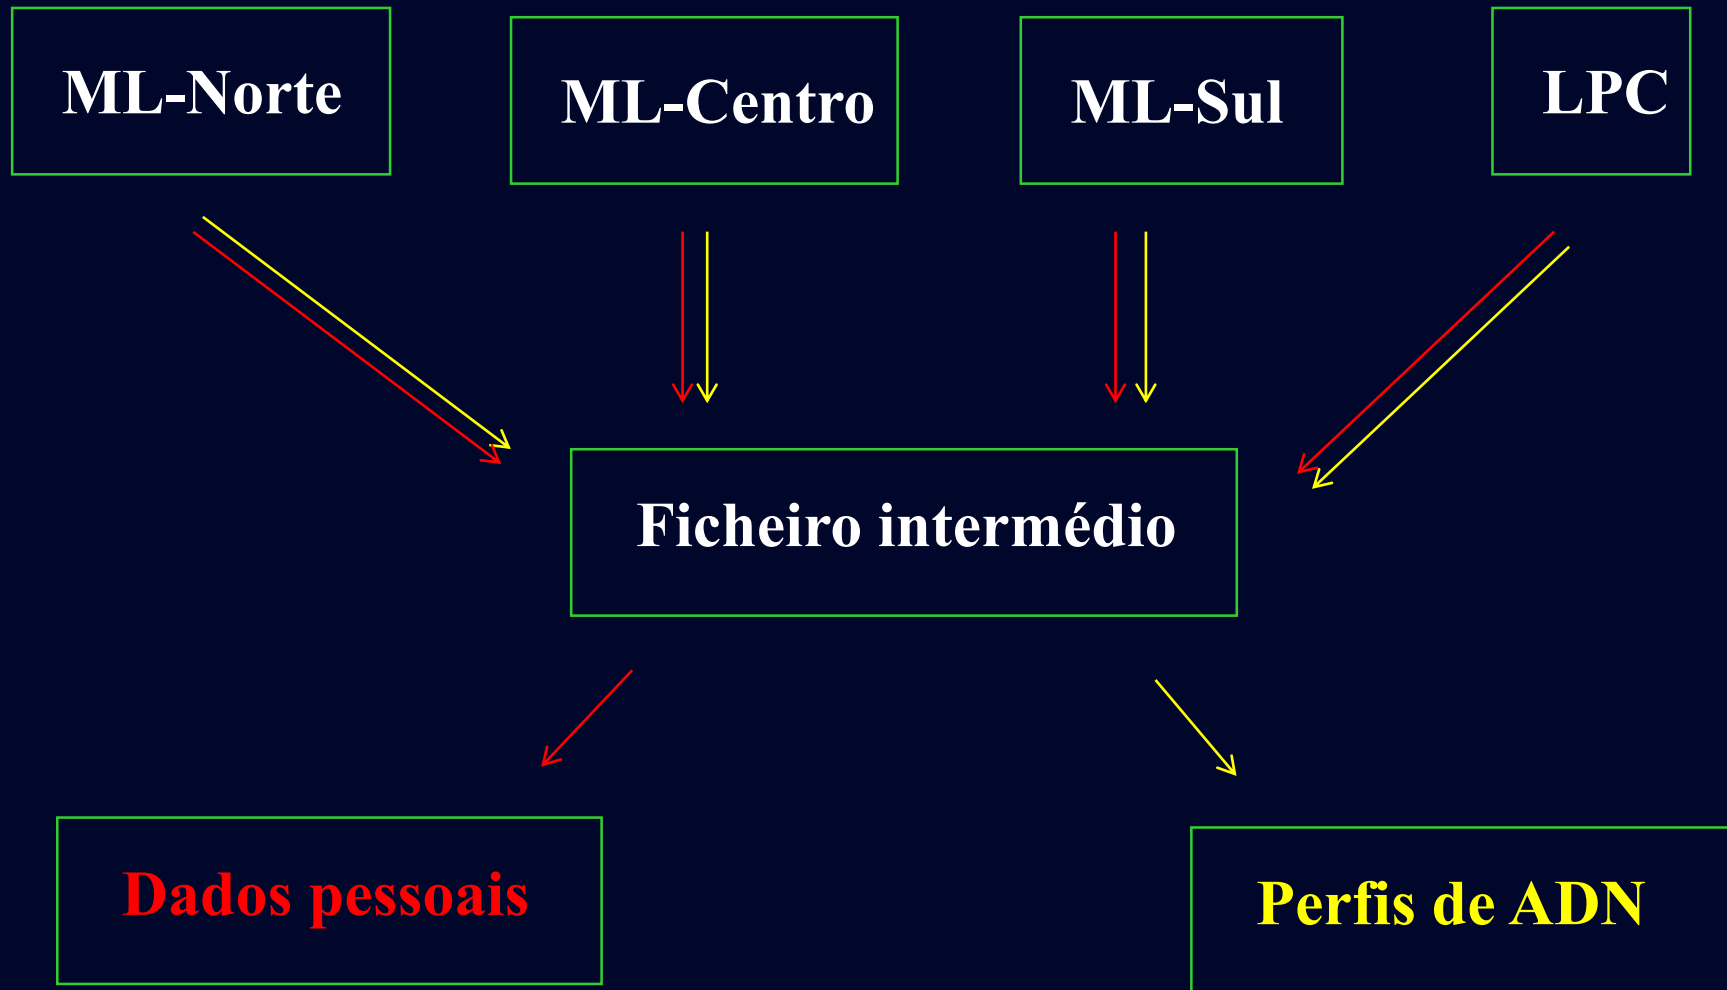 ML-Norte
ML-Centro
ML-Sul
LPC
Ficheiro intermédio
Dados pessoais
Perfis de ADN